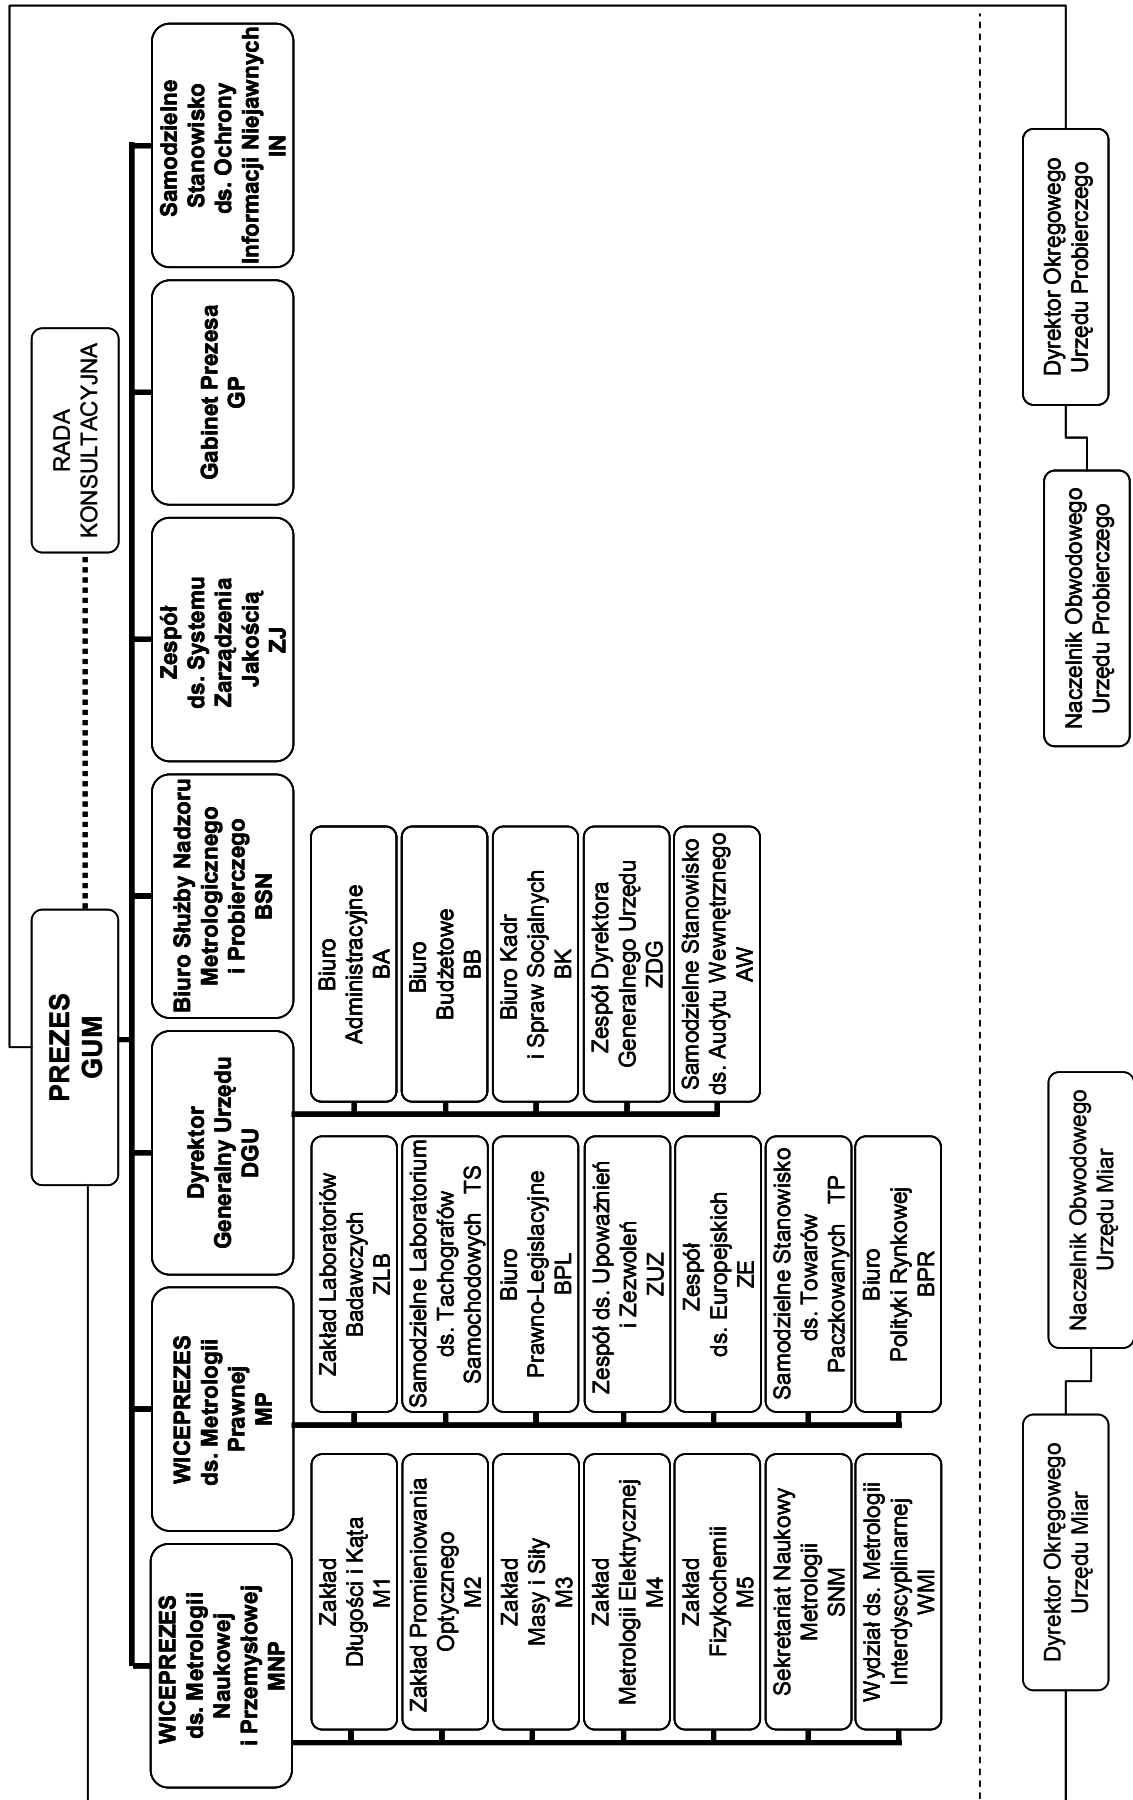 PREZES
GUM
RADA
KONSULTACYJNA
WICEPREZES
ds. Metrologii
Naukowej
i Przemysłowej
MNP
WICEPREZES
ds. Metrologii
Prawnej
MP
Dyrektor
Generalny Urzędu
DGU
Biuro Służby Nadzoru
Metrologicznego
i Probierczego
BSN
Zespół
ds. Systemu
Zarządzenia
Jakością
ZJ
Gabinet Prezesa
GP
Samodzielne
Stanowisko
ds. Ochrony
Informacji Niejawnych
IN
Zakład
Długości i Kąta
M1
Zakład Promieniowania
Optycznego
M2
Zakład
Masy i Siły
M3
Zakład
Metrologii Elektrycznej
M4
Zakład
Fizykochemii
M5
Sekretariat Naukowy
Metrologii
SNM
Wydział ds. Metrologii
Interdyscyplinarnej
WMI
Zakład Laboratoriów
Badawczych
ZLB
Samodzielne Laboratorium
ds. Tachografów
Samochodowych TS
Biuro
Prawno-Legislacyjne
BPL
Zespół ds. Upoważnień
i Zezwoleń
ZUZ
Zespół
ds. Europejskich
ZE
Samodzielne Stanowisko
ds. Towarów
Paczkowanych TP
Biuro
Polityki Rynkowej
BPR
Biuro
Administracyjne
BA
Biuro
Budżetowe
BB
Biuro Kadr
i Spraw Socjalnych
BK
Zespół Dyrektora
Generalnego Urzędu
ZDG
Samodzielne Stanowisko
ds. Audytu Wewnętrznego
AW
Dyrektor Okręgowego
Urzędu Miar
Naczelnik Obwodowego
Urzędu Miar
Naczelnik Obwodowego
Urzędu Probierczego
Dyrektor Okręgowego
Urzędu Probierczego